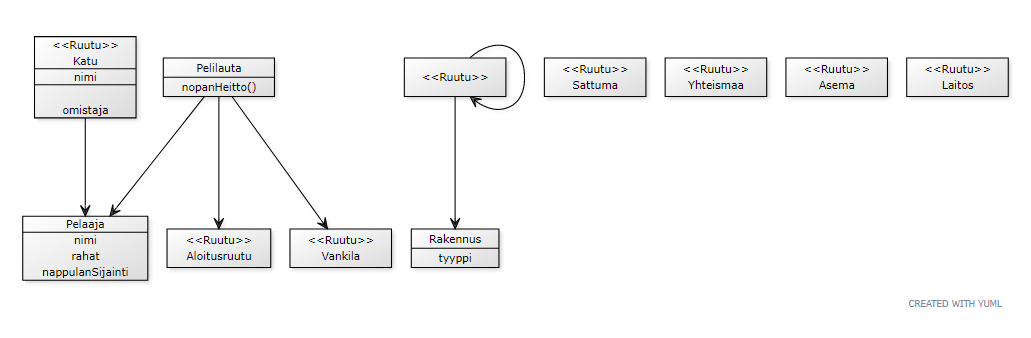 <<Ruutu>>
Katu
nimi
omistaja
Pelilauta
nopanHeitto()
<<Ruutu>>
<<Ruutu>>
Sattuma
<<Ruutu>>
Yhteismaa
<<Ruutu>>
Asema
<<Ruutu>>
Laitos
Pelaaja
nimi
rahat
nappulanSijainti
<<Ruutu>>
Aloitusruutu
<<Ruutu>>
Vankila
Rakennus
tyyppi
CREATED WITH YUML